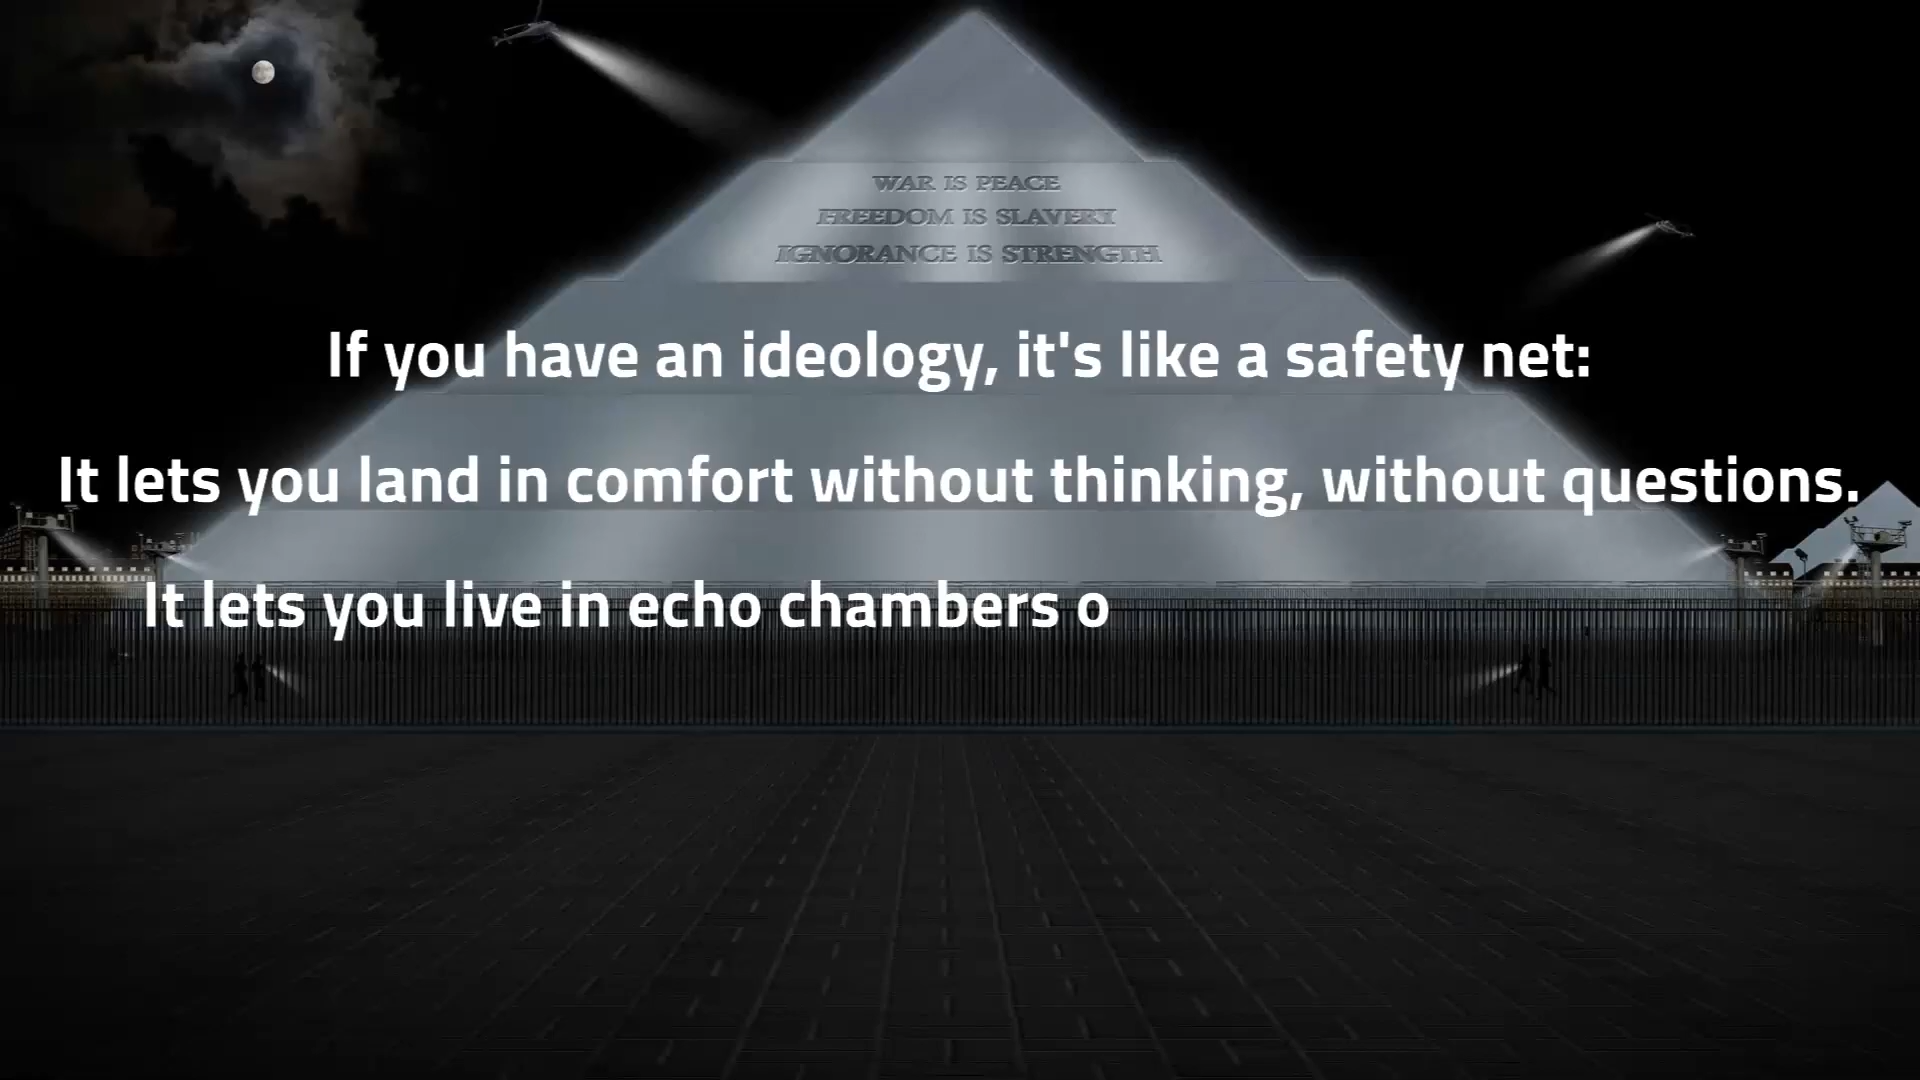 WAR IS PEACE
FREEDOM IS SLAVERY
IGNORANCE IS STRENGTH
If you have an ideology, it's like a safety net:
It lets you land in comfort without thinking, without questions.
It lets you live in echo chambers o